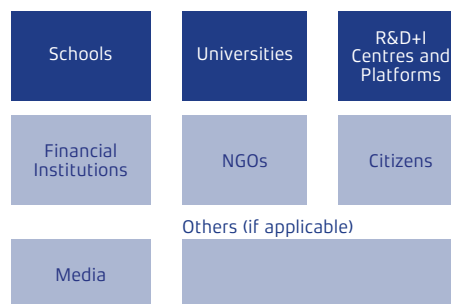 Schools
Universities
R&D+I
Centres and
Platforms
Financial
Institutions
NGOs
Citizens
Others (if applicable)
Media